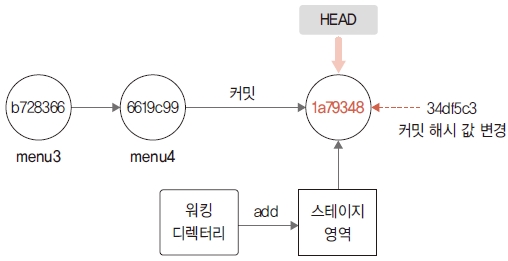 HEAD
b728366
6619c99
커밋
1a79348
34df5c3
커밋 해시 값 변경
menu3
menu4
워킹
디렉터리
add
스테이지
영역